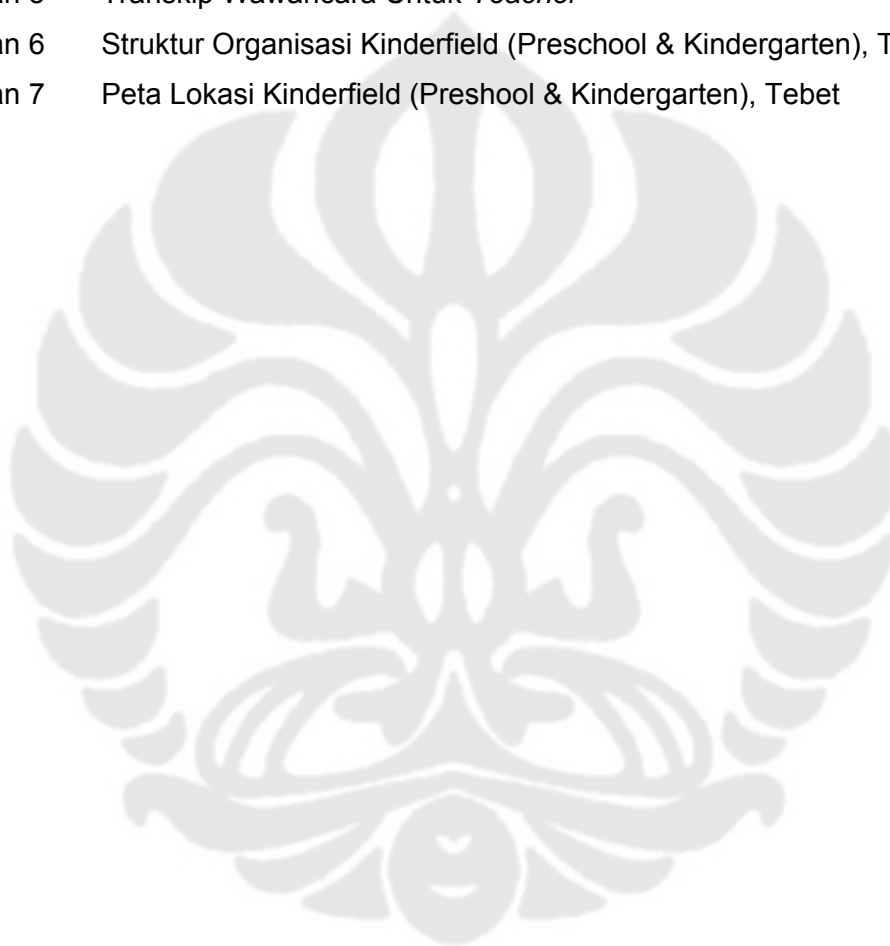 an 6 Struktur Organisasi Kinderfield (Preschool & Kindergarten), T
an 7 Peta Lokasi Kinderfield (Preshool & Kindergarten), Tebet